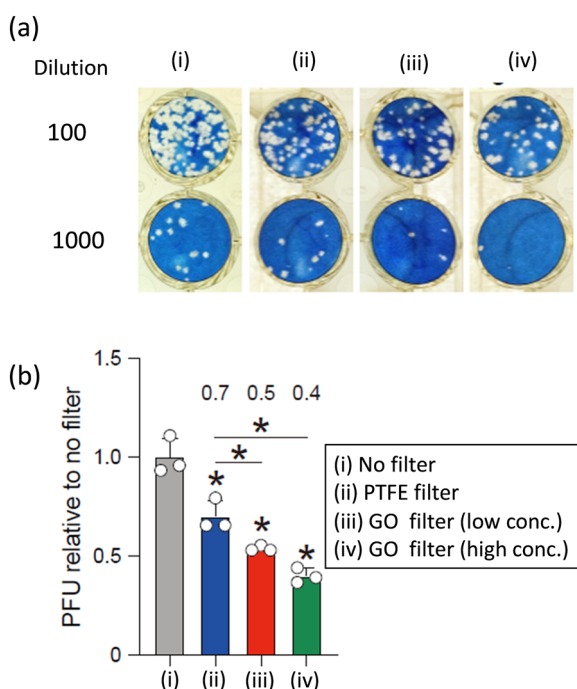 (a)
Dilution (i) (ii) (iii) (iv)
100
1000
(b)
PFU relative to no filter
1.5
1.0
0.5
0
0.7 0.5 0.4
*
*
* * *
(i) (ii) (iii) (iv)
(i) No filter
(ii) PTFE filter
(iii) GO filter (low conc.)
(iv) GO filter (high conc.)